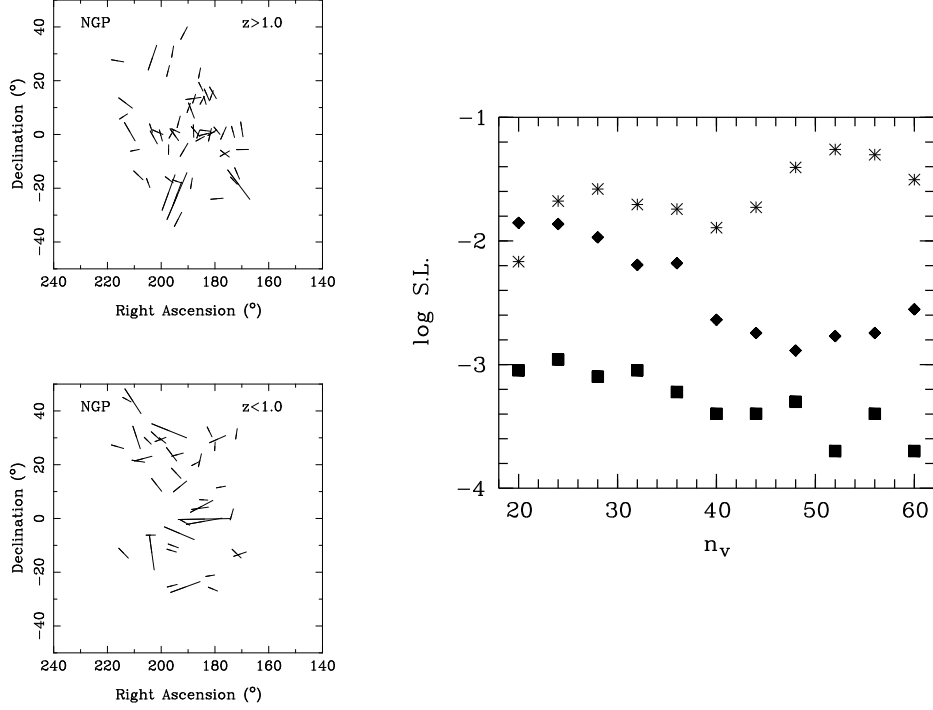 NGP z>1.0
40
20
0
−20
−40
Declination (°)
240 220 200 180 160 140
Right Ascension (°)
NGP z<1.0
40
20
0
−20
−40
Declination (°)
240 220 200 180 160 140
Right Ascension (°)
−1
−2
−3
−4
log S.L.
20 30 40 50 60
n_v